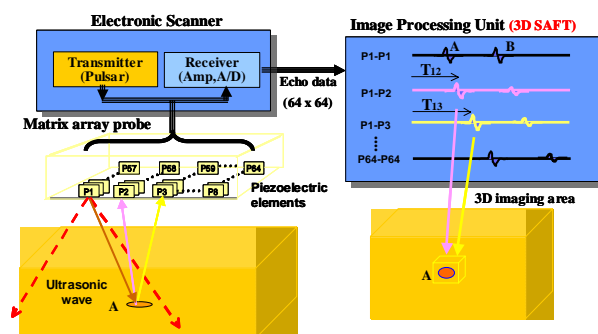 Electronic Scanner
Transmitter
(Pulsar)
Receiver
(Amp,A/D)
Echo data
(64 x 64)
Matrix array probe
P57
P58
P59
P64
P1
P2
P3
P8
Piezoelectric
elements
Ultrasonic
wave
A
Image Processing Unit (3D SAFT)
A
B
P1-P1
T12
P1-P2
T13
P1-P3
P64-P64
3D imaging area
A